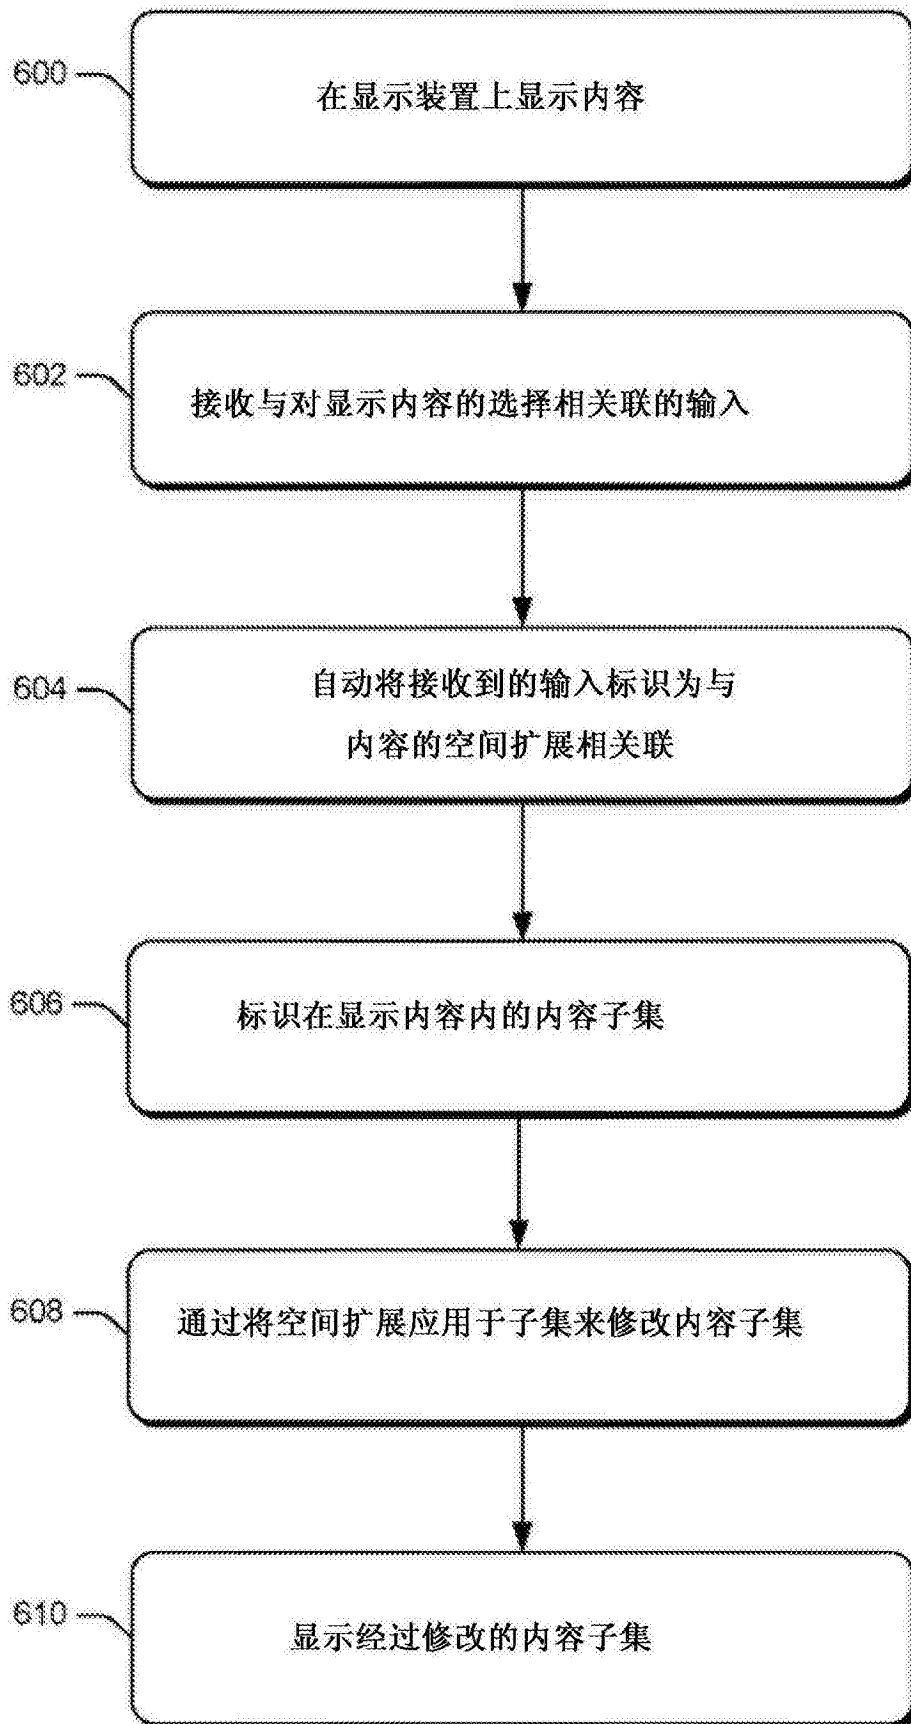 600
在显示装置上显示内容
602
接收与对显示内容的选择相关联的输入
604
自动将接收到的输入标识为与
内容的空间扩展相关联
606
标识在显示内容内的内容子集
608
通过将空间扩展应用于子集来修改内容子集
610
显示经过修改的内容子集